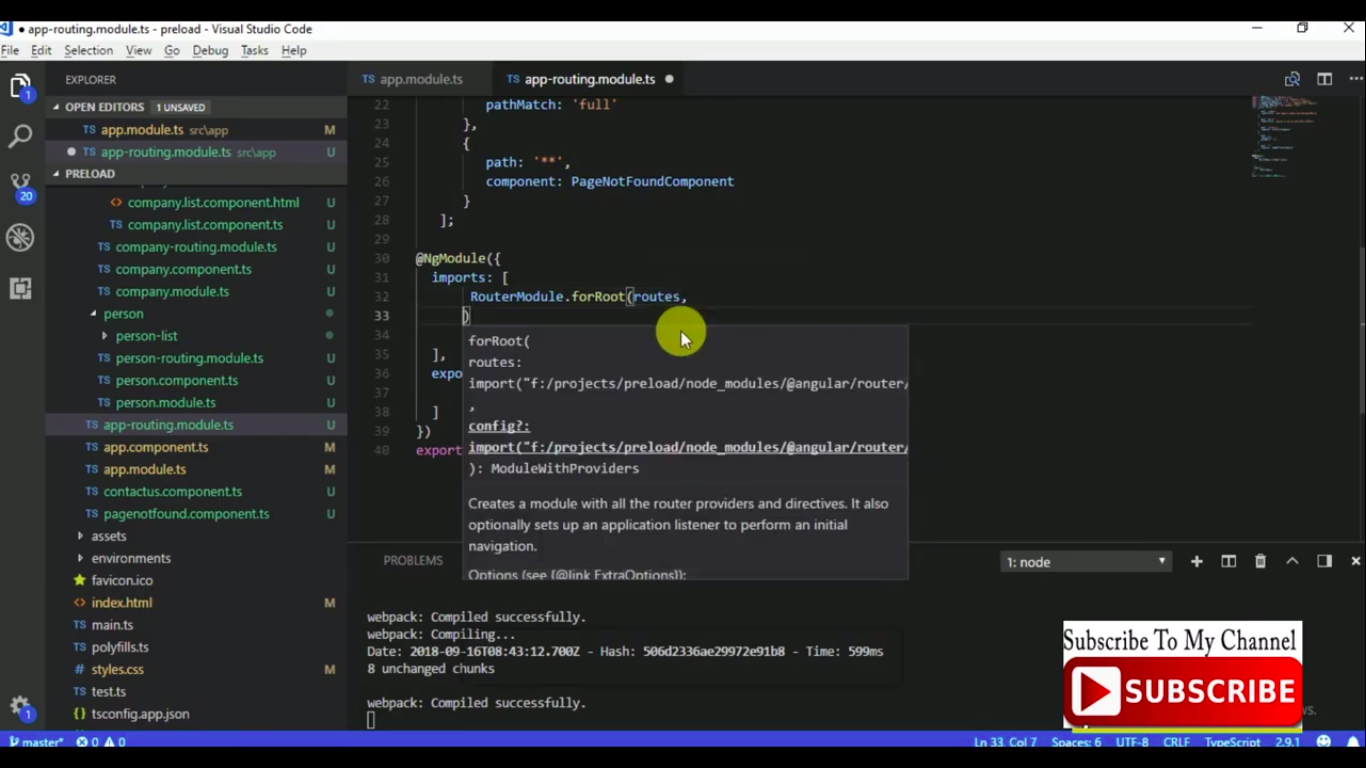 app-routing.module.ts - preload - Visual Studio Code
File Edit Selection View Go Debug Tasks Help
EXPLORER
OPEN EDITORS 1 UNSAVED
TS app.module.ts src\app M
TS app-routing.module.ts src\app U
PRELOAD
<> company.list.component.html U
TS company.list.component.ts U
TS company-routing.module.ts U
TS company.component.ts U
TS company.module.ts U
person
person-list
TS person-routing.module.ts U
TS person.component.ts U
TS person.module.ts U
TS app-routing.module.ts U
TS app.component.ts M
TS app.module.ts M
TS contactus.component.ts U
TS pagenotfound.component.ts U
assets
environments
favicon.ico
<> index.html M
TS main.ts
TS polyfills.ts
# styles.css M
TS test.ts
{} tsconfig.app.json
1
20
1
TS app.module.ts TS app-routing.module.ts
22 pathMatch: 'full'
23 },
24 {
25 path: '**',
26 component: PageNotFoundComponent
27 }
28 ];
29
30 @NgModule({
31 imports: [
32 RouterModule.forRoot(routes,
33 )
34
35 ],
36 expo
37
38 ]
39 })
40 export
forRoot(
routes:
import("f:/projects/preload/node_modules/@angular/router/
,
config?:
import("f:/projects/preload/node_modules/@angular/router/
): ModuleWithProviders
Creates a module with all the router providers and directives. It also
optionally sets up an application listener to perform an initial
navigation.
Options (see {@link ExtraOptions}):
PROBLEMS 1: node
webpack: Compiled successfully.
webpack: Compiling...
Date: 2018-09-16T08:43:12.700Z - Hash: 506d2336ae29972e91b8 - Time: 599ms
8 unchanged chunks
webpack: Compiled successfully.
Subscribe To My Channel
SUBSCRIBE
master* 0 0 Ln 33, Col 7 Spaces: 6 UTF-8 CRLF TypeScript 2.9.1